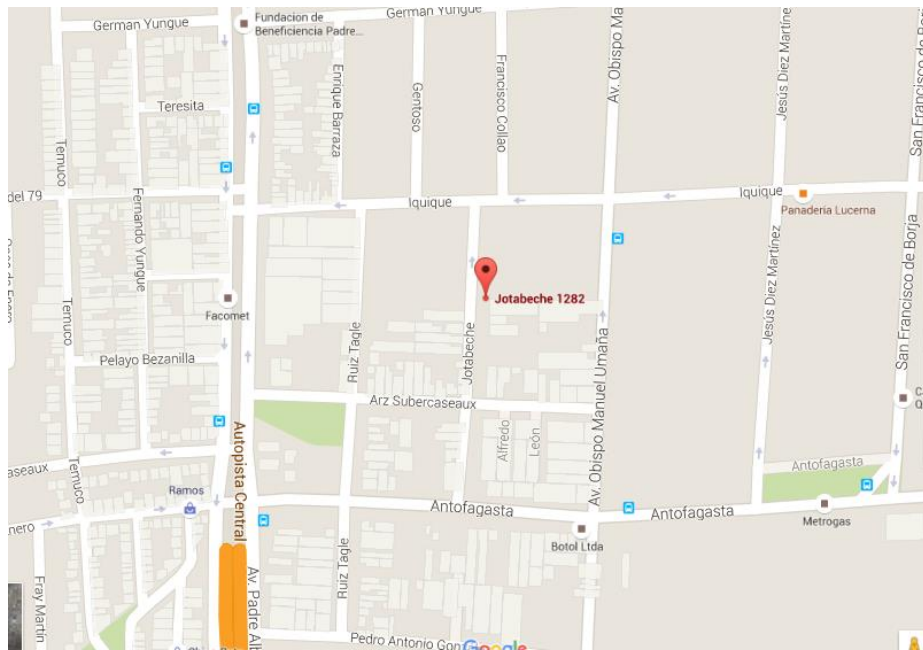 German Yungue
Fundacion de
Beneficiencia Padre...
German Yungue
Av. Obispo Ma
Jesús Diez Martínez
San Francisco de Borja
Enrique Barraza
Gentoso
Francisco Collao
Teresita
Temuco
del 79
Fernando Yungue
Iquique
Iquique
Panaderia Lucerna
Jotabeche 1282
Facomet
Temuco
Ruiz Tagle
Jotabeche
Av. Obispo Manuel Umaña
Jesús Diez Martínez
San Francisco de Borja
Pelayo Bezanilla
Arz Subercaseaux
Alfredo
León
Autopista Central
aseaux
Temuco
Ramos
Antofagasta
Antofagasta
Antofagasta
nero
Botol Ltda
Metrogas
Fray Martín
Ruiz Tagle
Av. Padre Alb
Pedro Antonio Gon
Google